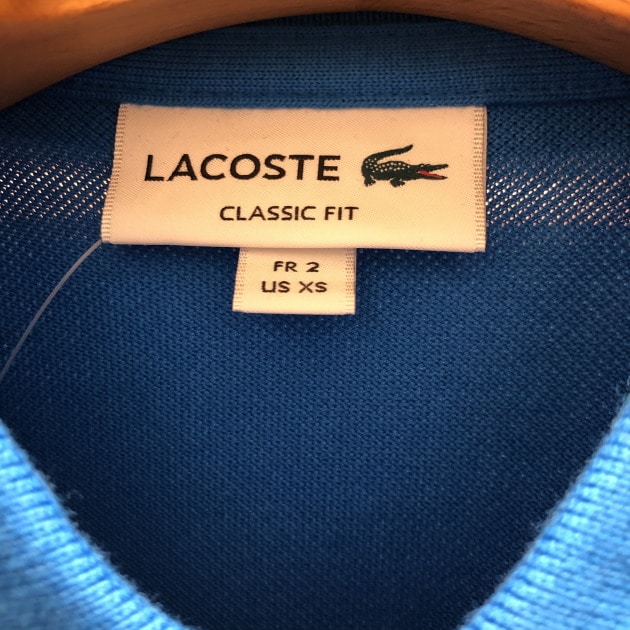 LACOSTE
CLASSIC FIT
FR 2
US XS